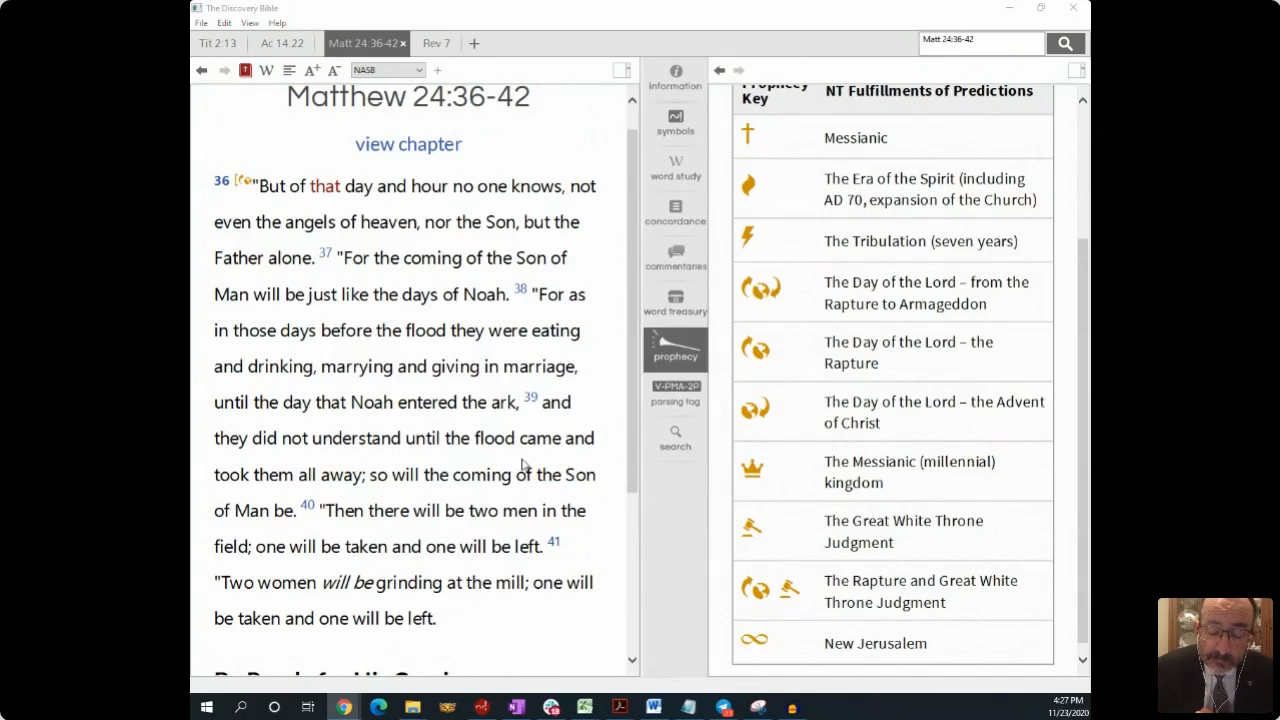 The Discovery Bible
File Edit View Help
Tit 2:13 Ac 14:22 Matt 24:36-42 × Rev 7 +
Matt 24:36-42
W A+ A- NASB +
Matthew 24:36-42
view chapter
36 "But of that day and hour no one knows, not
even the angels of heaven, nor the Son, but the
Father alone. 37 "For the coming of the Son of
Man will be just like the days of Noah. 38 "For as
in those days before the flood they were eating
and drinking, marrying and giving in marriage,
until the day that Noah entered the ark, 39 and
they did not understand until the flood came and
took them all away; so will the coming of the Son
of Man be. 40 "Then there will be two men in the
field; one will be taken and one will be left. 41
"Two women will be grinding at the mill; one will
be taken and one will be left.
information
symbols
W
word study
concordance
commentaries
word treasury
prophecy
V-PMA-2P
parsing tag
search
Prophecy
Key
NT Fulfillments of Predictions
Messianic
The Era of the Spirit (including
AD 70, expansion of the Church)
The Tribulation (seven years)
The Day of the Lord – from the
Rapture to Armageddon
The Day of the Lord – the
Rapture
The Day of the Lord – the Advent
of Christ
The Messianic (millennial)
kingdom
The Great White Throne
Judgment
The Rapture and Great White
Throne Judgment
New Jerusalem
4:27 PM
11/23/2020